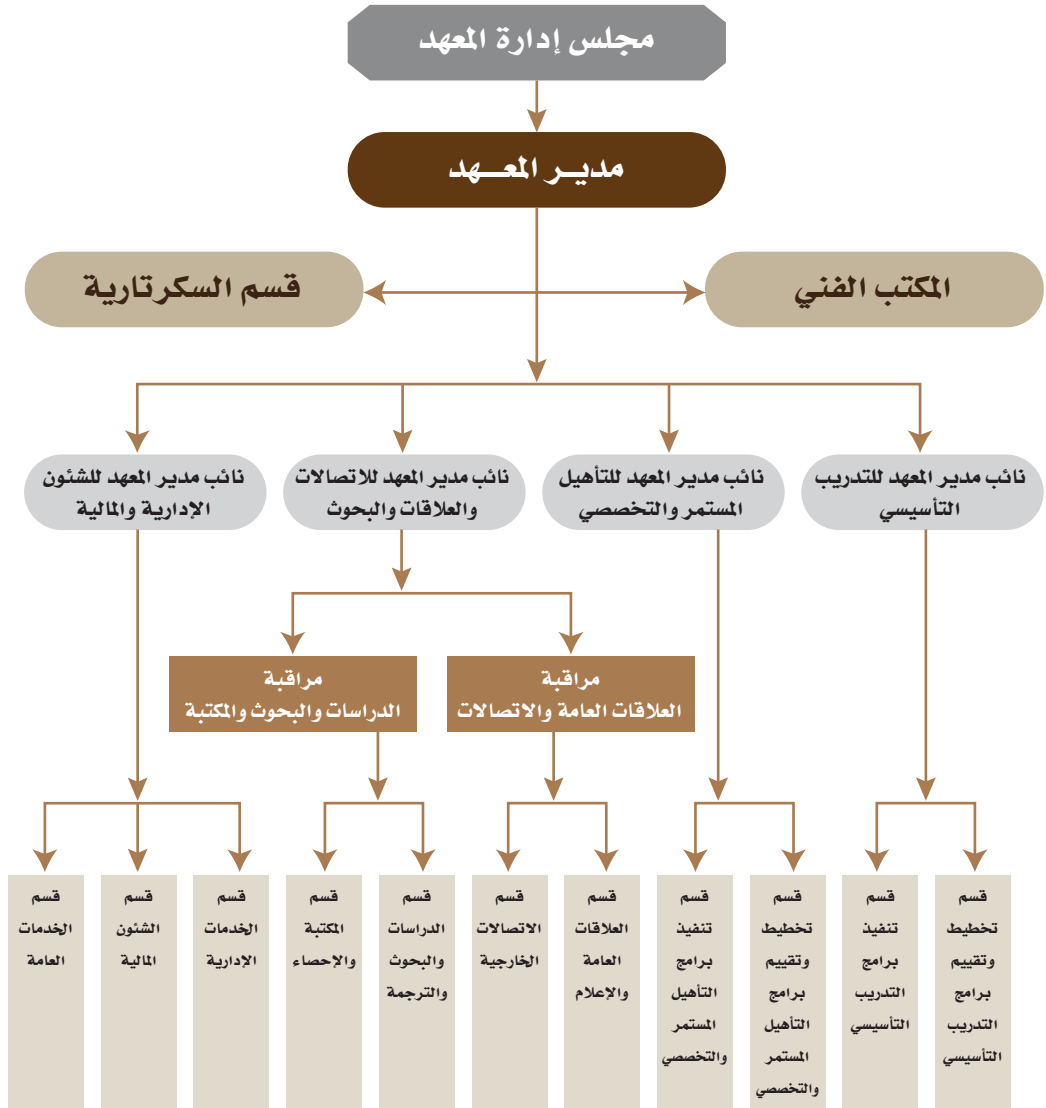 مجلس إدارة المعهد
مديـر المعـــهد
المكتب الفني
قسم السكرتارية
نائب مدير المعهد للتدريب
التأسيسي
نائب مدير المعهد للتأهيل
المستمر والتخصصي
نائب مدير المعهد للاتصالات
والعلاقات والبحوث
نائب مدير المعهد للشئون
الإدارية والمالية
مراقبة
العلاقات العامة والاتصالات
مراقبة
الدراسات والبحوث والمكتبة
قسم
تخطيط
وتقييم
برامج
التدريب
التأسيسي
قسم
تنفيذ
برامج
التدريب
التأسيسي
قسم
تخطيط
وتقييم
برامج
التأهيل
المستمر
والتخصصي
قسم
تنفيذ
برامج
التأهيل
المستمر
والتخصصي
قسم
العلاقات
العامة
والإعلام
قسم
الاتصالات
الخارجية
قسم
الدراسات
والبحوث
والترجمة
قسم
المكتبة
والإحصاء
قسم
الخدمات
الإدارية
قسم
الشئون
المالية
قسم
الخدمات
العامة